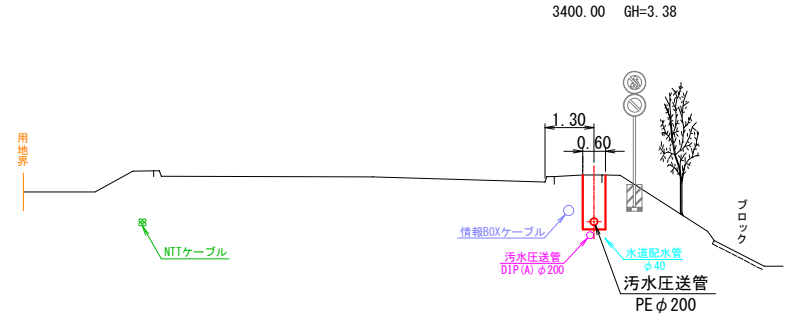 3400.00 GH=3.38
1.30
0.60
用地界
ブロック
情報BOXケーブル
NTTケーブル
汚水圧送管
DIP(A)φ200
水道配水管
φ40
汚水圧送管
PEφ200